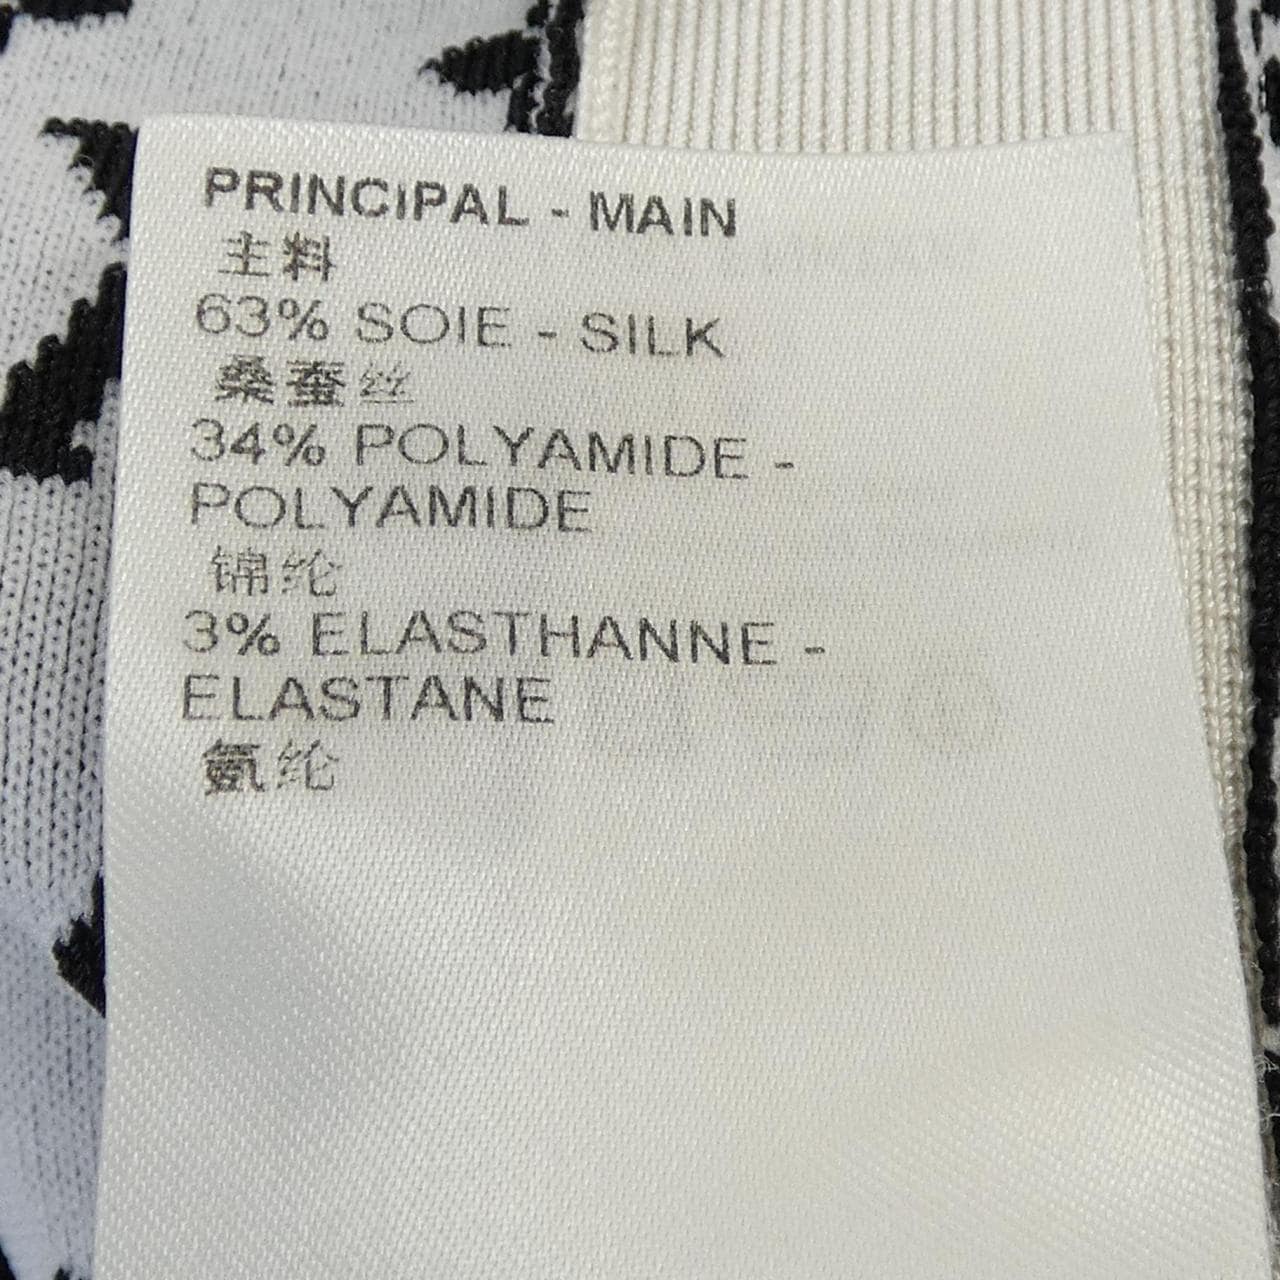 PRINCIPAL - MAIN
主料
63% SOIE - SILK
桑蚕丝
34% POLYAMIDE -
POLYAMIDE
锦纶
3% ELASTHANNE -
ELASTANE
氨纶